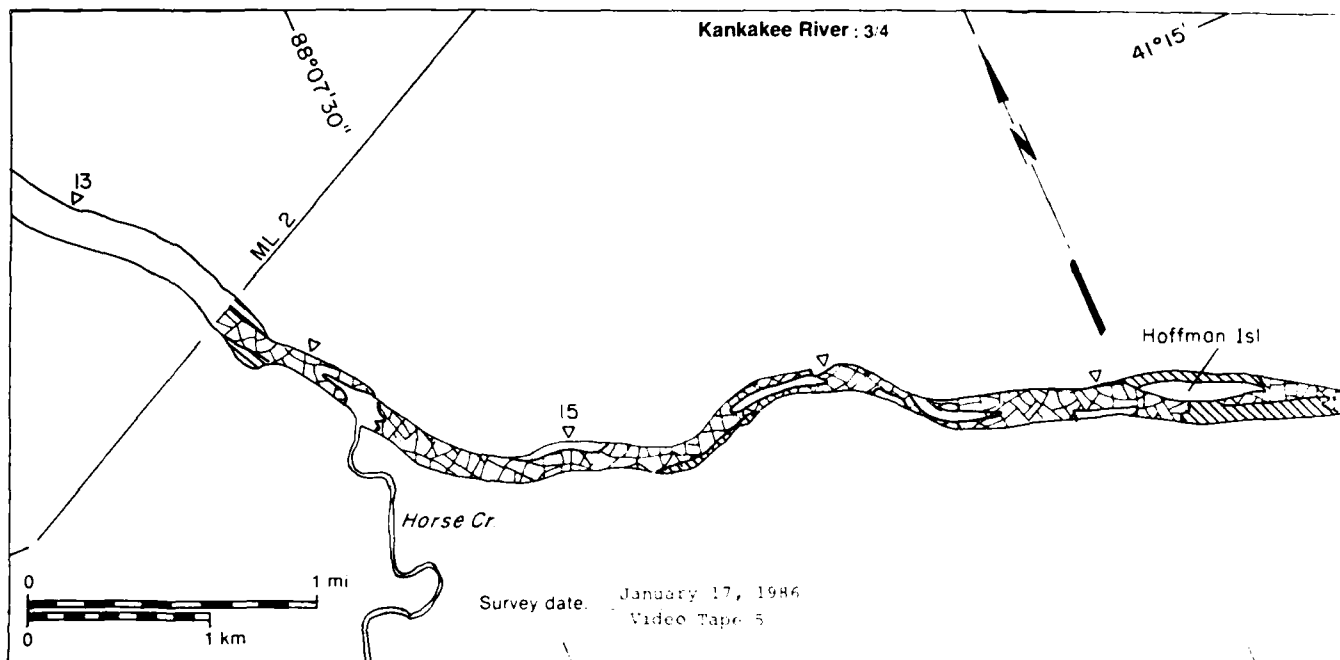 Kankakee River : 3/4
88°07'30"
41°15'
13
ML 2
Hoffman Isl
15
Horse Cr.
0 1 mi
0 1 km
Survey date. January 17, 1986
Video Tape 5